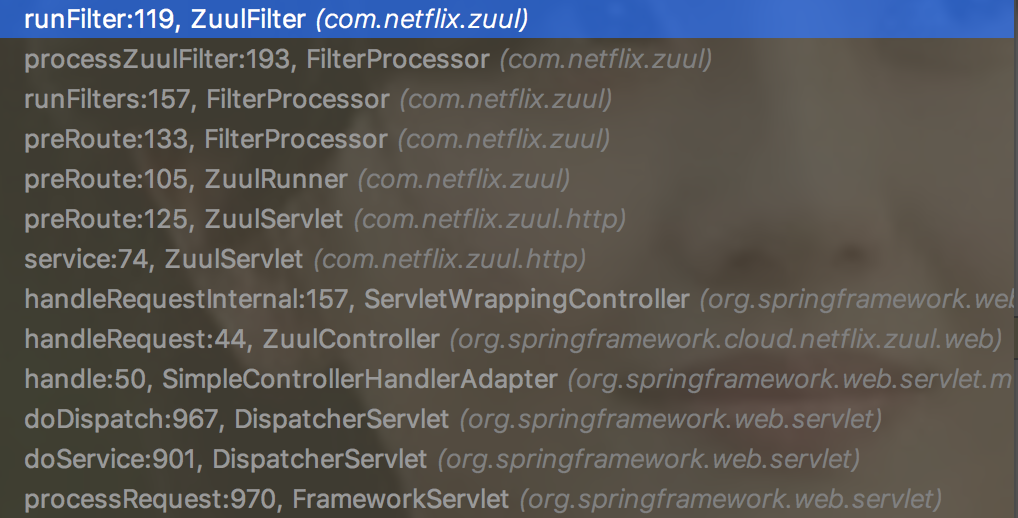 runFilter:119, ZuulFilter (com.netflix.zuul)
processZuulFilter:193, FilterProcessor (com.netflix.zuul)
runFilters:157, FilterProcessor (com.netflix.zuul)
preRoute:133, FilterProcessor (com.netflix.zuul)
preRoute:105, ZuulRunner (com.netflix.zuul)
preRoute:125, ZuulServlet (com.netflix.zuul.http)
service:74, ZuulServlet (com.netflix.zuul.http)
handleRequestInternal:157, ServletWrappingController (org.springframework.wel
handleRequest:44, ZuulController (org.springframework.cloud.netflix.zuul.web)
handle:50, SimpleControllerHandlerAdapter (org.springframework.web.servlet.m
doDispatch:967, DispatcherServlet (org.springframework.web.servlet)
doService:901, DispatcherServlet (org.springframework.web.servlet)
processRequest:970, FrameworkServlet (org.springframework.web.servlet)